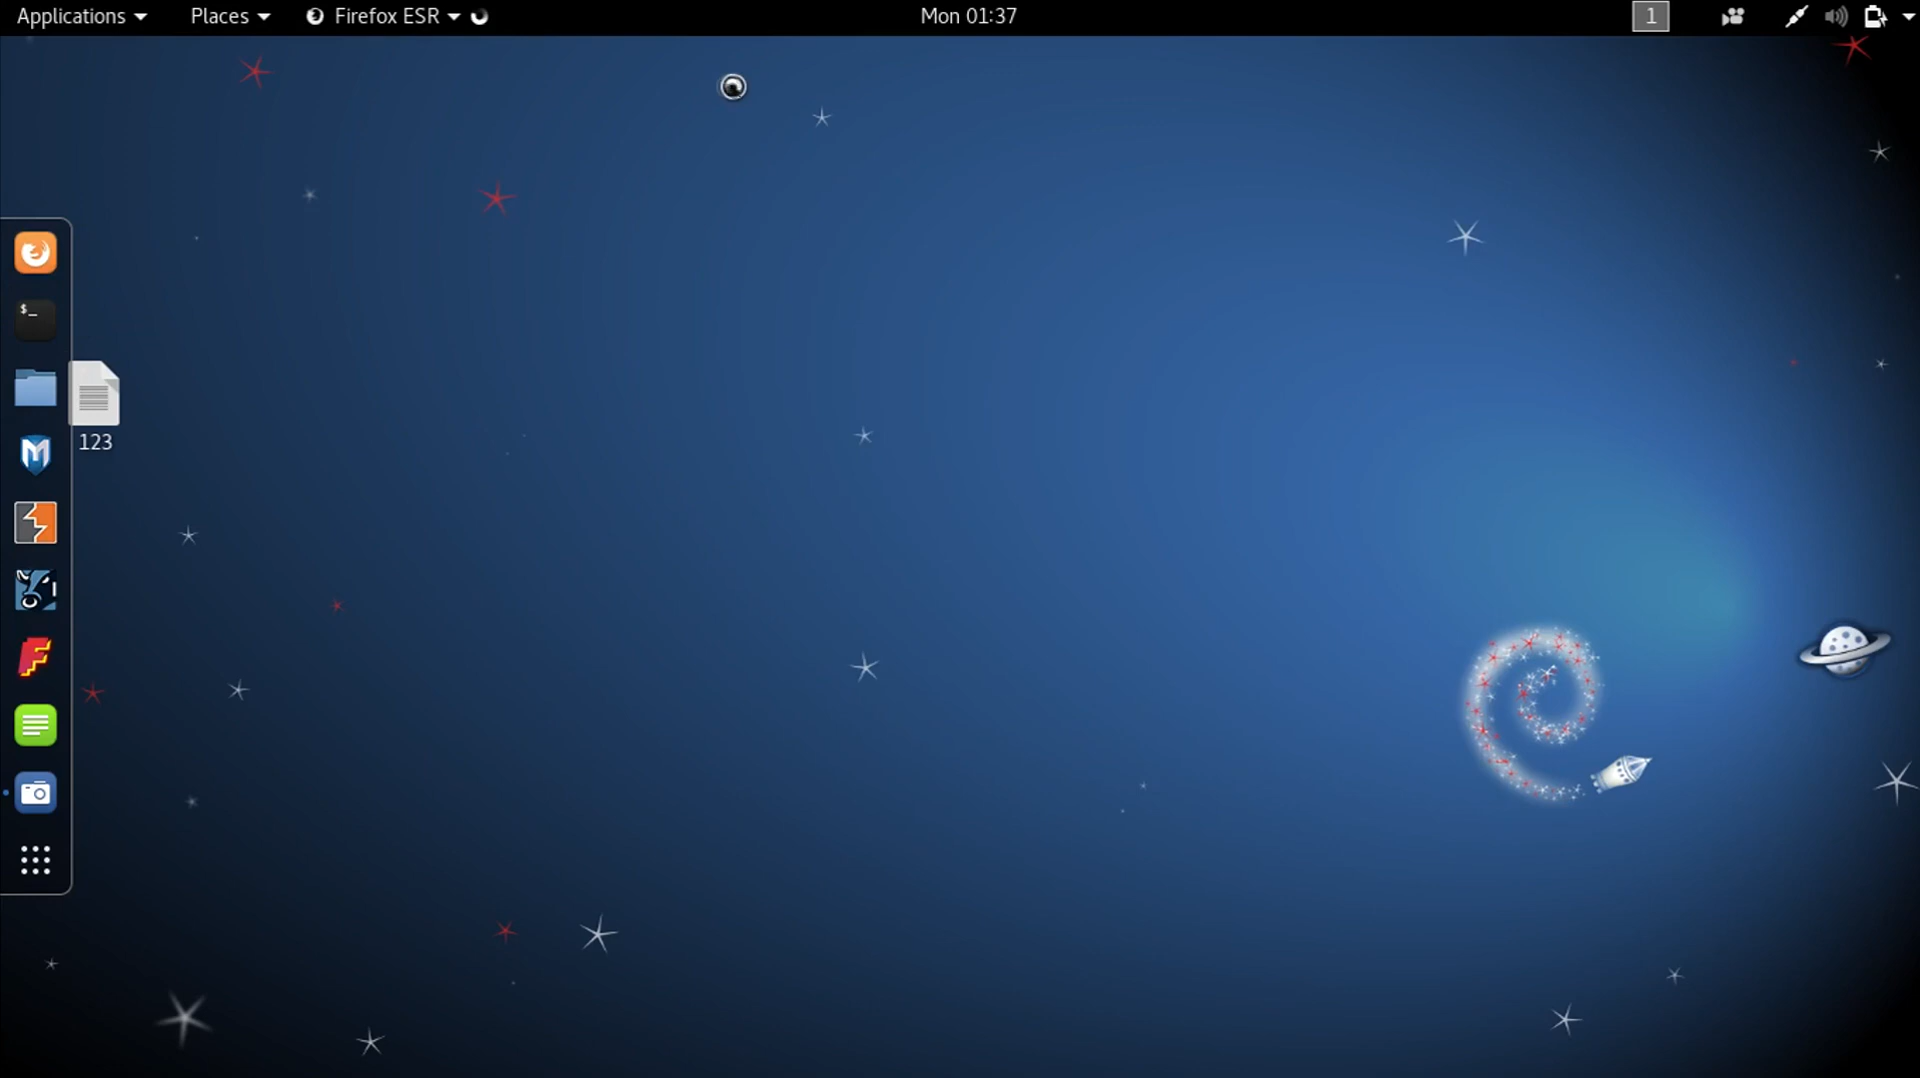 Applications
Places
Firefox ESR
Mon 01:37
1
$_
123